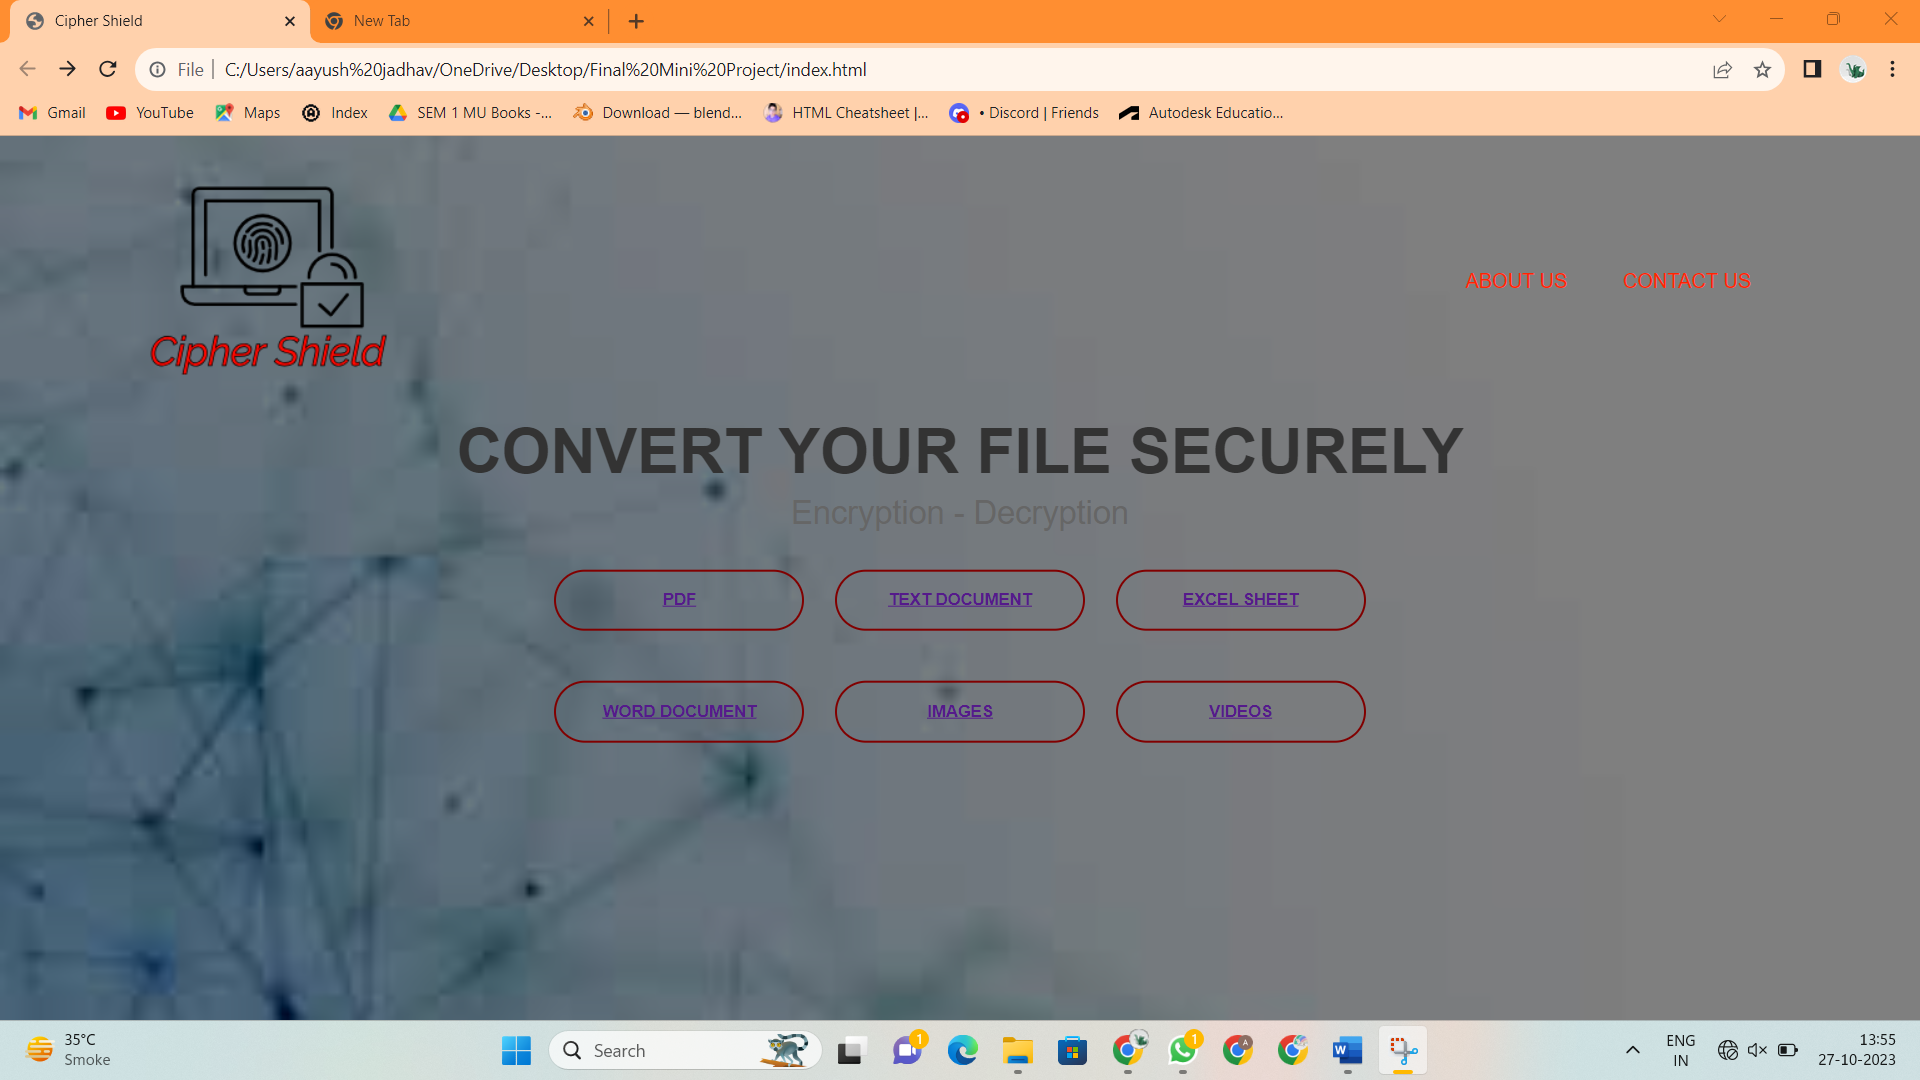 Cipher Shield
New Tab
File
C:/Users/aayush%20jadhav/OneDrive/Desktop/Final%20Mini%20Project/index.html
Gmail
YouTube
Maps
Index
SEM 1 MU Books -...
Download — blend...
HTML Cheatsheet |...
• Discord | Friends
Autodesk Educatio...
Cipher Shield
ABOUT US
CONTACT US
CONVERT YOUR FILE SECURELY
Encryption - Decryption
PDF
TEXT DOCUMENT
EXCEL SHEET
WORD DOCUMENT
IMAGES
VIDEOS
35°C
Smoke
Search
1
1
A
W
ENG
IN
13:55
27-10-2023